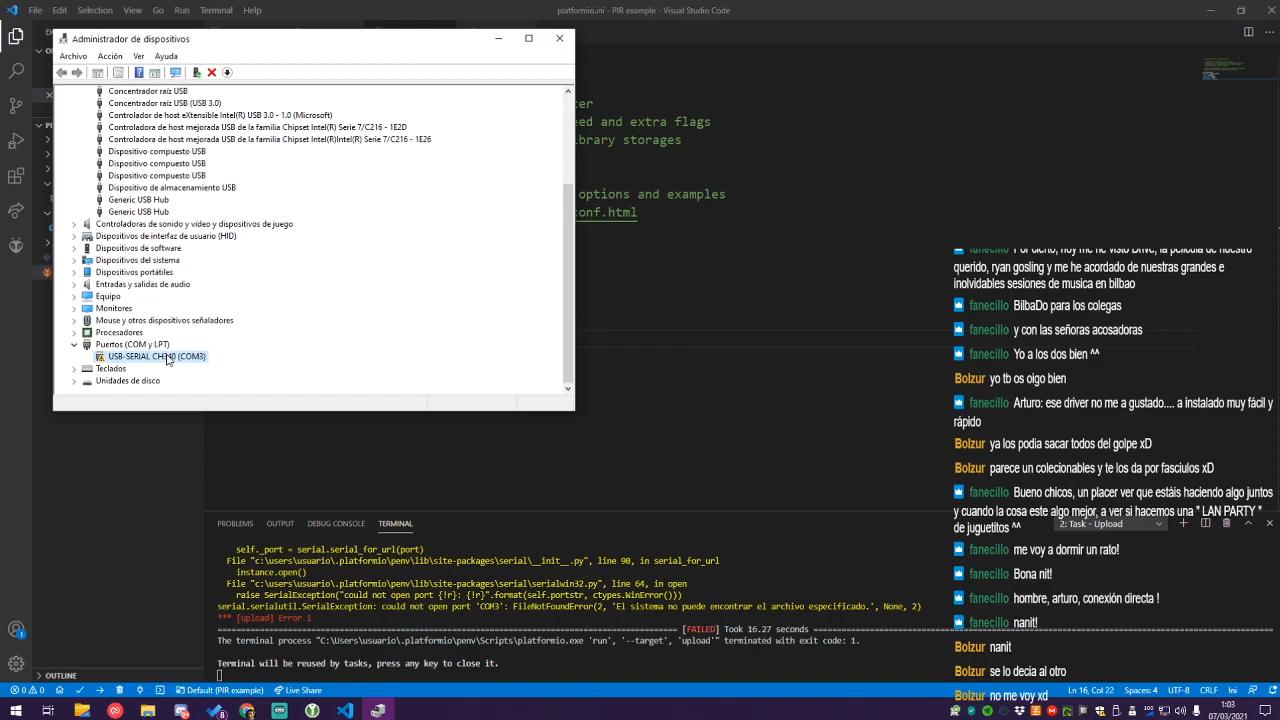 File Edit Selection View Go Run Terminal Help
platformio.ini - PIR example - Visual Studio Code
Administrador de dispositivos
Archivo Acción Ver Ayuda
Concentrador raíz USB
Concentrador raíz USB (USB 3.0)
Controlador de host eXtensible Intel(R) USB 3.0 - 1.0 (Microsoft)
Controladora de host mejorada USB de la familia Chipset Intel(R) Serie 7/C216 - 1E2D
Controladora de host mejorada USB de la familia Chipset Intel(R)Intel(R) Serie 7/C216 - 1E26
Dispositivo compuesto USB
Dispositivo compuesto USB
Dispositivo compuesto USB
Dispositivo de almacenamiento USB
Generic USB Hub
Generic USB Hub
Controladoras de sonido y vídeo y dispositivos de juego
Dispositivos de interfaz de usuario (HID)
Dispositivos de software
Dispositivos del sistema
Dispositivos portátiles
Entradas y salidas de audio
Equipo
Monitores
Mouse y otros dispositivos señaladores
Procesadores
Puertos (COM y LPT)
USB-SERIAL CH340 (COM3)
Teclados
Unidades de disco
ter
eed and extra flags
ibrary storages
options and examples
conf.html
Por cierto, hoy me he visto Drive, la película de nuestro
querido, ryan gosling y me he acordado de nuestras grandes e
inolvidables sesiones de musica en bilbao
fanecillo BilbaDo para los colegas
fanecillo y con las señoras acosadoras
fanecillo Yo a los dos bien ^^
Bolzur yo tb os oigo bien
fanecillo Arturo: ese driver no me a gustado.... a instalado muy fácil y
rápido
Bolzur ya los podia sacar todos del golpe xD
Bolzur parece un colecionables y te los da por fasciulos xD
fanecillo Bueno chicos, un placer ver que estáis haciendo algo juntos
y cuando la cosa este algo mejor, a ver si hacemos una " LAN PARTY "
de juguetitos ^^
fanecillo me voy a dormir un rato!
fanecillo Bona nit!
fanecillo hombre, arturo, conexión directa !
fanecillo nanit!
Bolzur nanit
Bolzur se lo decia al otro
Bolzur no me voy xd
PROBLEMS OUTPUT DEBUG CONSOLE TERMINAL
2: Task - Upload
self._port = serial.serial_for_url(port)
File "c:\users\usuario\.platformio\penv\lib\site-packages\serial\__init__.py", line 90, in serial_for_url
instance.open()
File "c:\users\usuario\.platformio\penv\lib\site-packages\serial\serialwin32.py", line 64, in open
raise SerialException("could not open port {!r}: {!r}".format(self.portstr, ctypes.WinError()))
serial.serialutil.SerialException: could not open port 'COM3': FileNotFoundError(2, 'El sistema no puede encontrar el archivo especificado.', None, 2)
*** [upload] Error 1
[FAILED] Took 16.27 seconds
The terminal process "C:\Users\usuario\.platformio\penv\Scripts\platformio.exe 'run', '--target', 'upload'" terminated with exit code: 1.
Terminal will be reused by tasks, press any key to close it.
OUTLINE
0 0 Default (PIR example) Live Share
Ln 16, Col 22 Spaces: 4 UTF-8 CRLF Ini
1:03
07/03/2021